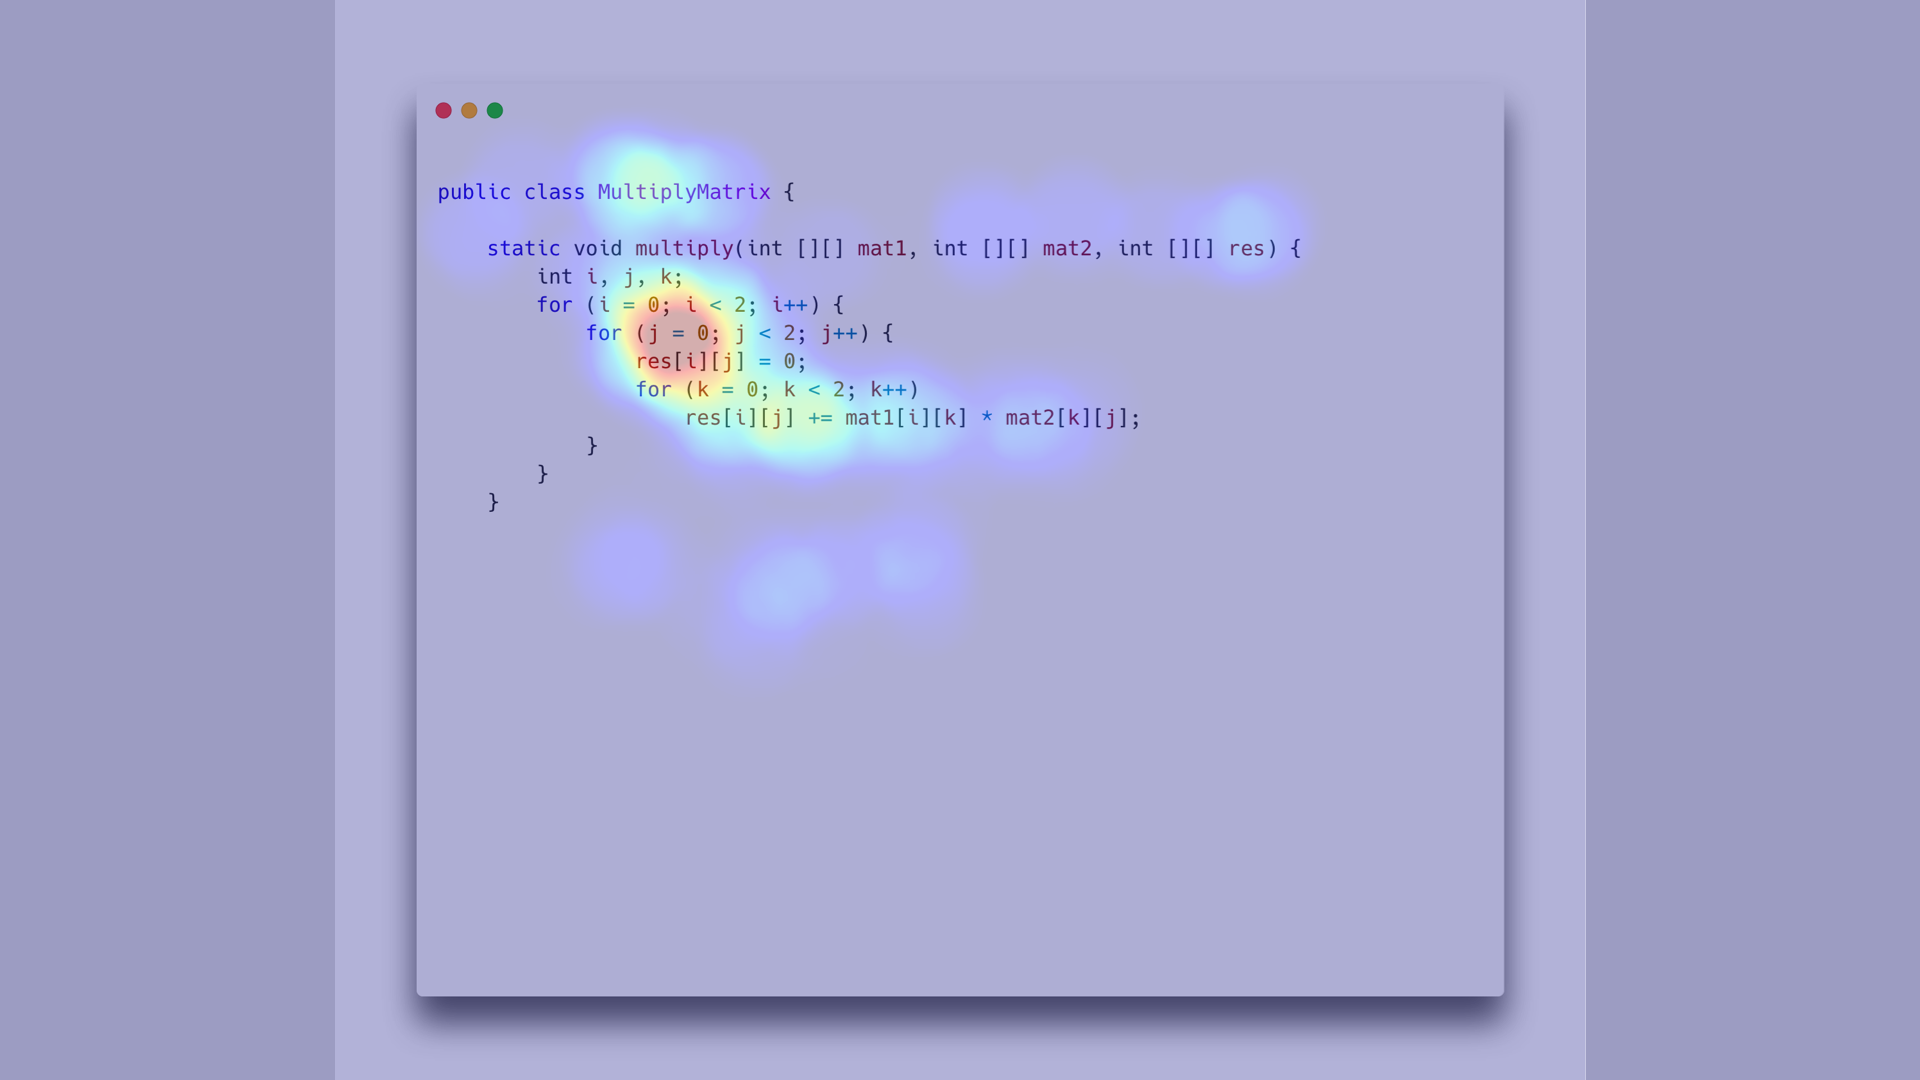 public class MultiplyMatrix {
static void multiply(int [][] mat1, int [][] mat2, int [][] res) {
int i, j, k;
for (i = 0; i < 2; i++) {
for (j = 0; j < 2; j++) {
res[i][j] = 0;
for (k = 0; k < 2; k++)
res[i][j] += mat1[i][k] * mat2[k][j];
}
}
}